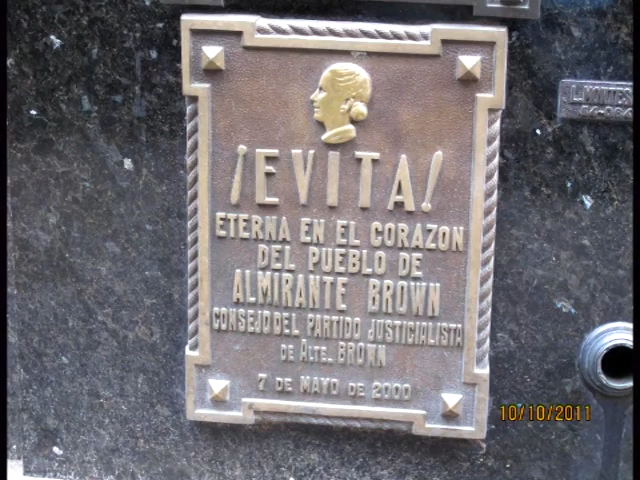 ¡EVITA!
ETERNA EN EL CORAZON
DEL PUEBLO DE
ALMIRANTE BROWN
CONSEJO DEL PARTIDO JUSTICIALISTA
DE ALTE. BROWN
7 DE MAYO DE 2000
10/10/2011